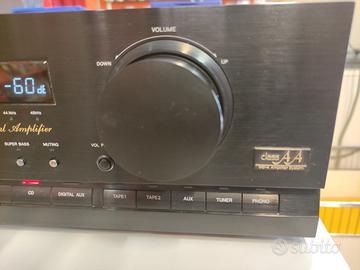 VOLUME
DOWN
UP
-60dB
44.1kHz
48kHz
al Amplifier
SUPER BASS
MUTING
VOL
class AA
CD
DIGITAL AUX
TAPE1
TAPE2
AUX
TUNER
PHONO
subito